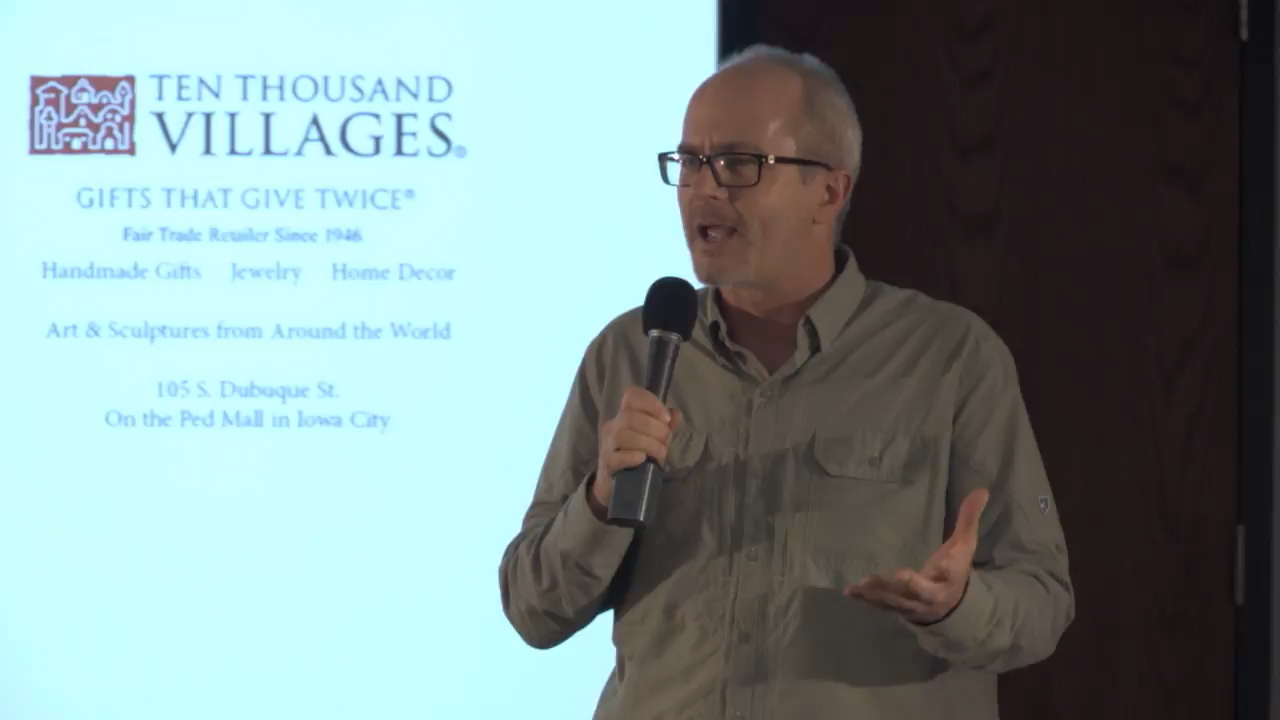 TEN THOUSAND
VILLAGES®
GIFTS THAT GIVE TWICE®
Fair Trade Retailer Since 1946
Handmade Gifts Jewelry Home Decor
Art & Sculptures from Around the World
105 S. Dubuque St.
On the Ped Mall in Iowa City